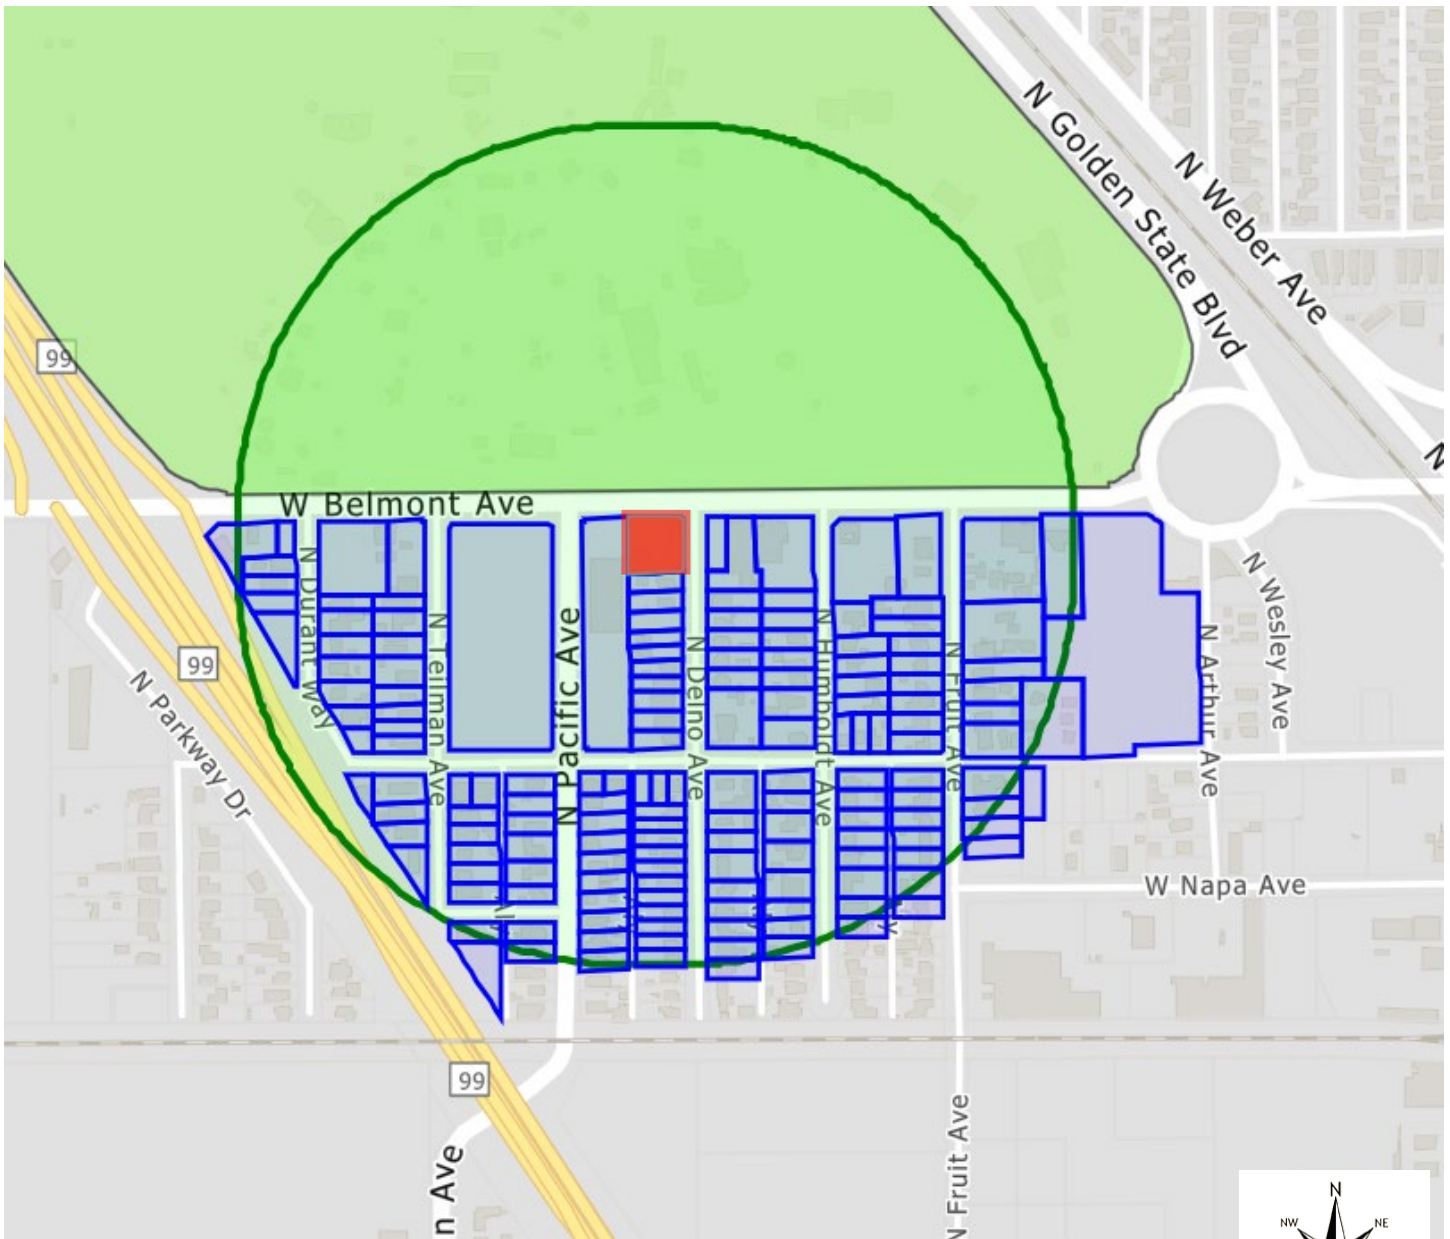 N Golden State Blvd
N Weber Ave
99
W Belmont Ave
N Durant Way
N Teilman Ave
N Pacific Ave
N Delno Ave
N Humboldt Ave
N Fruit Ave
N Arthur Ave
N Wesley Ave
99
N Parkway Dr
W Napa Ave
99
n Ave
N Fruit Ave
N
N
NW
NE